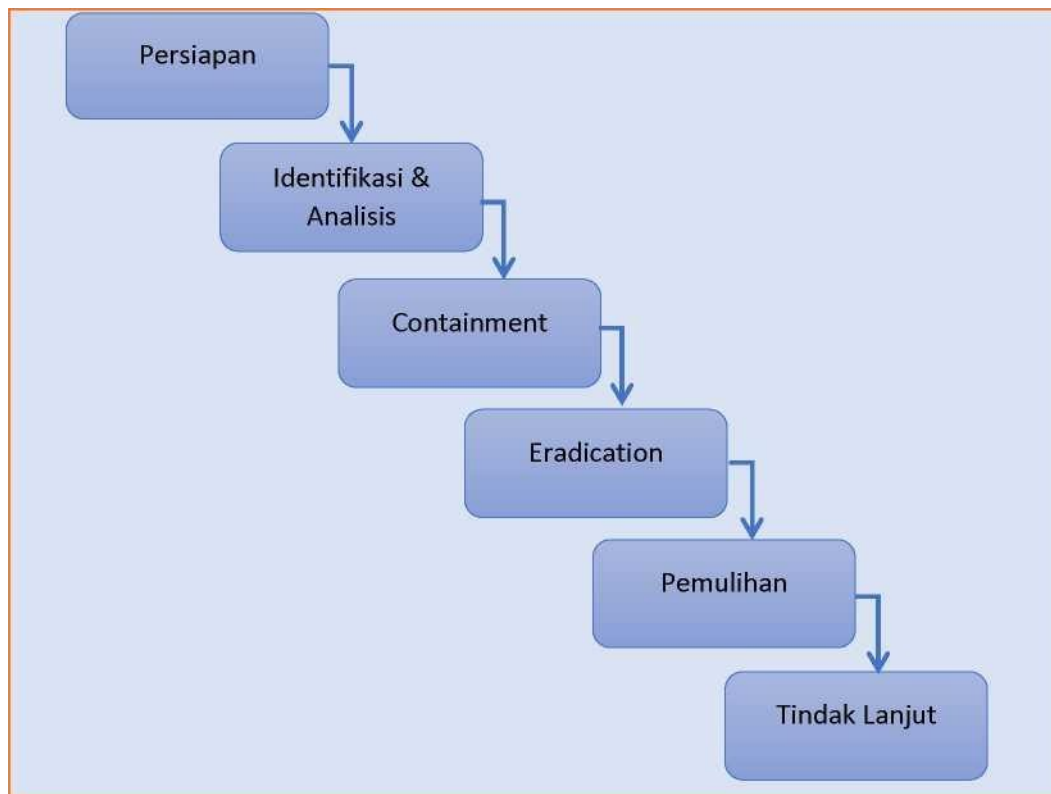 Persiapan
Identifikasi &
Analisis
Containment
Eradication
Pemulihan
Tindak Lanjut